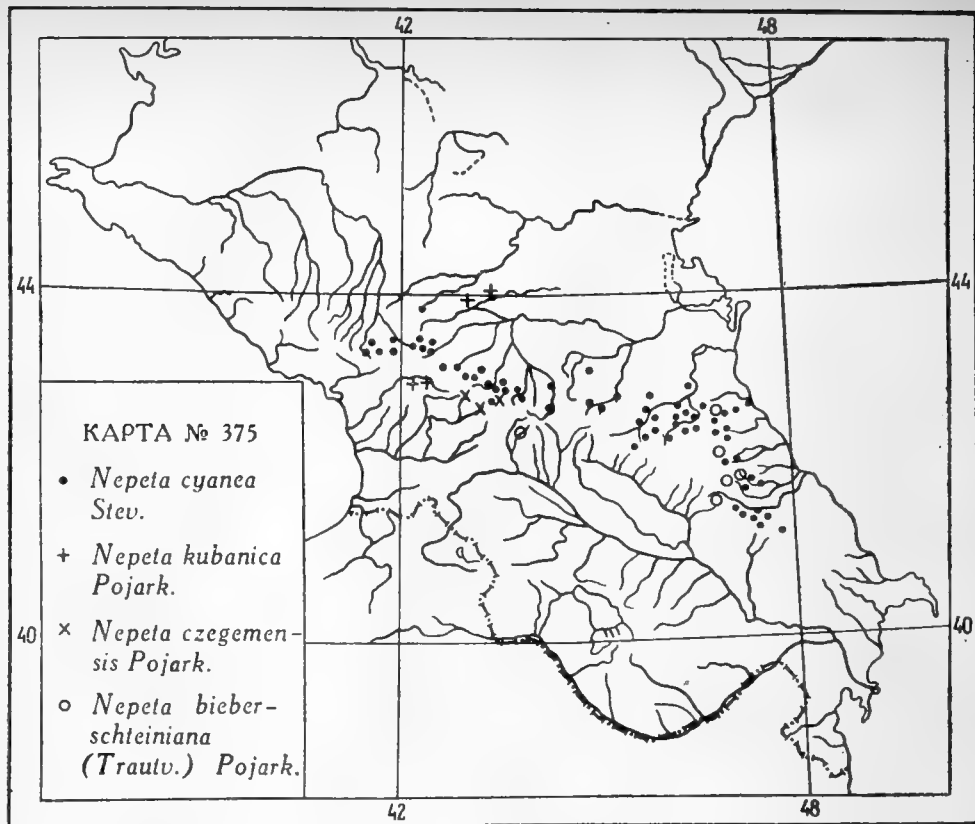 42 48
44 44
КАРТА № 375
• Nepeta cyanea
Stev.
+ Nepeta kubanica
Pojark.
× Nepeta czegemen-
sis Pojark.
○ Nepeta bieber-
schteiniana
(Trautv.) Pojark.
40 40
42 48